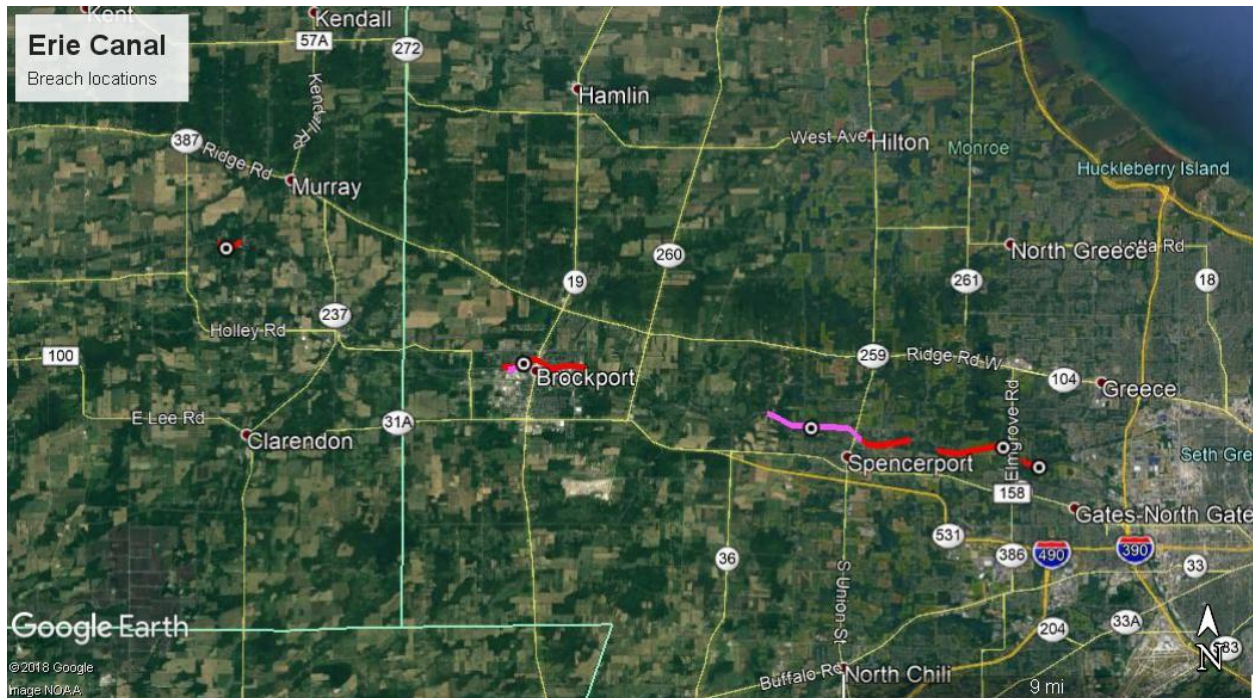 Erie Canal
Breach locations
Kent
Kendall
57A
272
Kendall Rd
Hamlin
387
Ridge Rd
Murray
West Ave
Hilton
Monroe
Huckleberry Island
260
19
261
North Greece
Latta Rd
18
237
Holley Rd
100
Brockport
259
Ridge Rd W
104
Greece
E Lee Rd
31A
Clarendon
Elmgrove Rd
Spencerport
Seth Gre
158
Gates-North Gate
36
531
386
490
390
33
S Union St
204
33A
Google Earth
©2018 Google
Image NOAA
Buffalo Rd
North Chili
9 mi
N